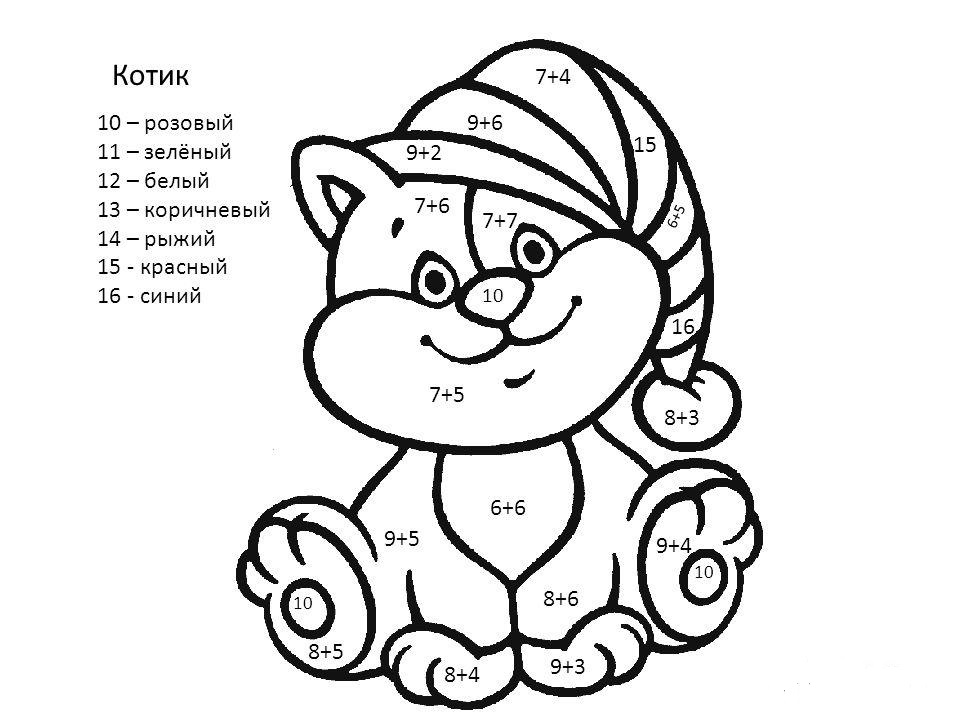 Котик
10 – розовый
11 – зелёный
12 – белый
13 – коричневый
14 – рыжий
15 - красный
16 - синий
7+4
9+6
15
9+2
7+6
7+7
6+5
10
16
7+5
8+3
6+6
9+5
9+4
10
10
8+6
8+5
8+4
9+3